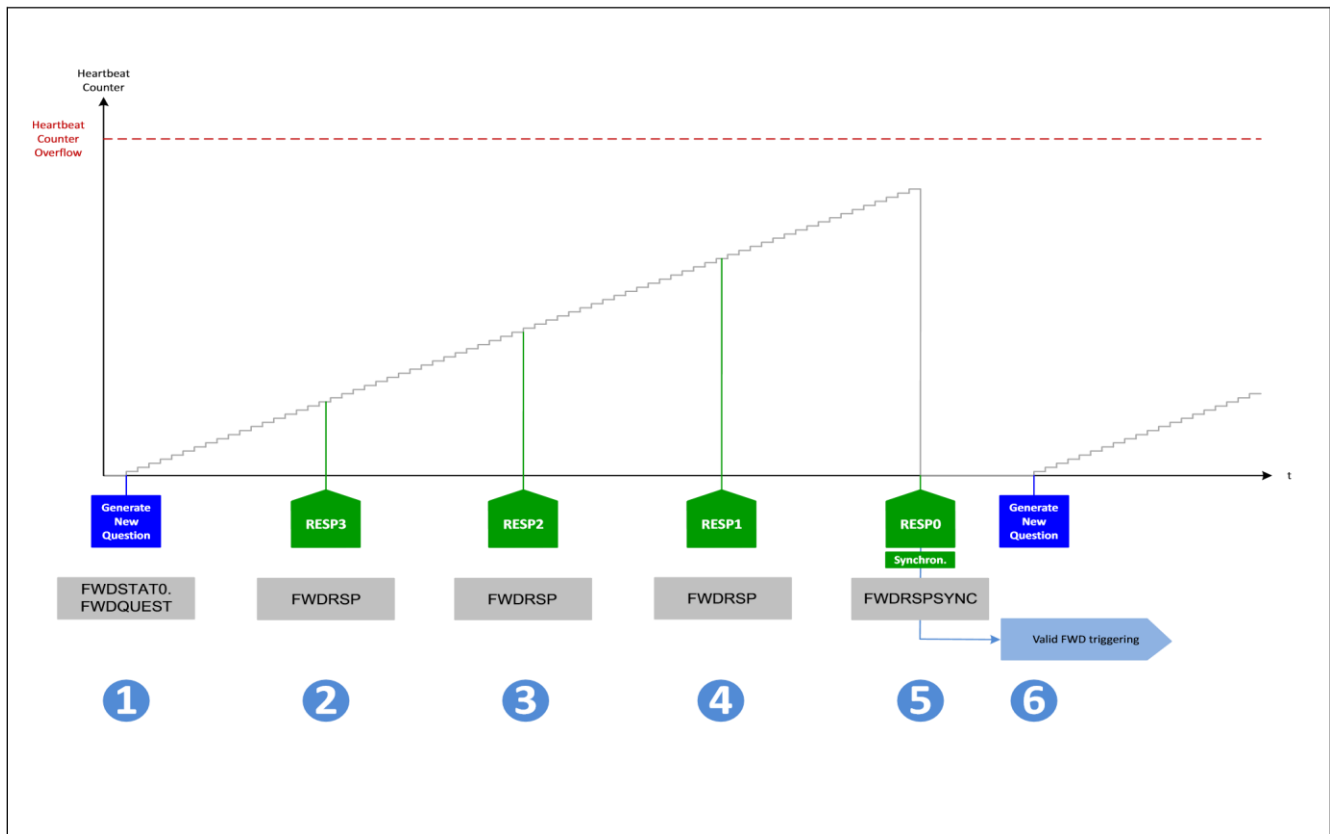 Heartbeat
Counter
Heartbeat
Counter
Overflow
t
Generate
New
Question
RESP3
RESP2
RESP1
RESP0
Generate
New
Question
Synchron.
FWDSTAT0.
FWDQUEST
FWDRSP
FWDRSP
FWDRSP
FWDRSPSYNC
Valid FWD triggering
1
2
3
4
5
6